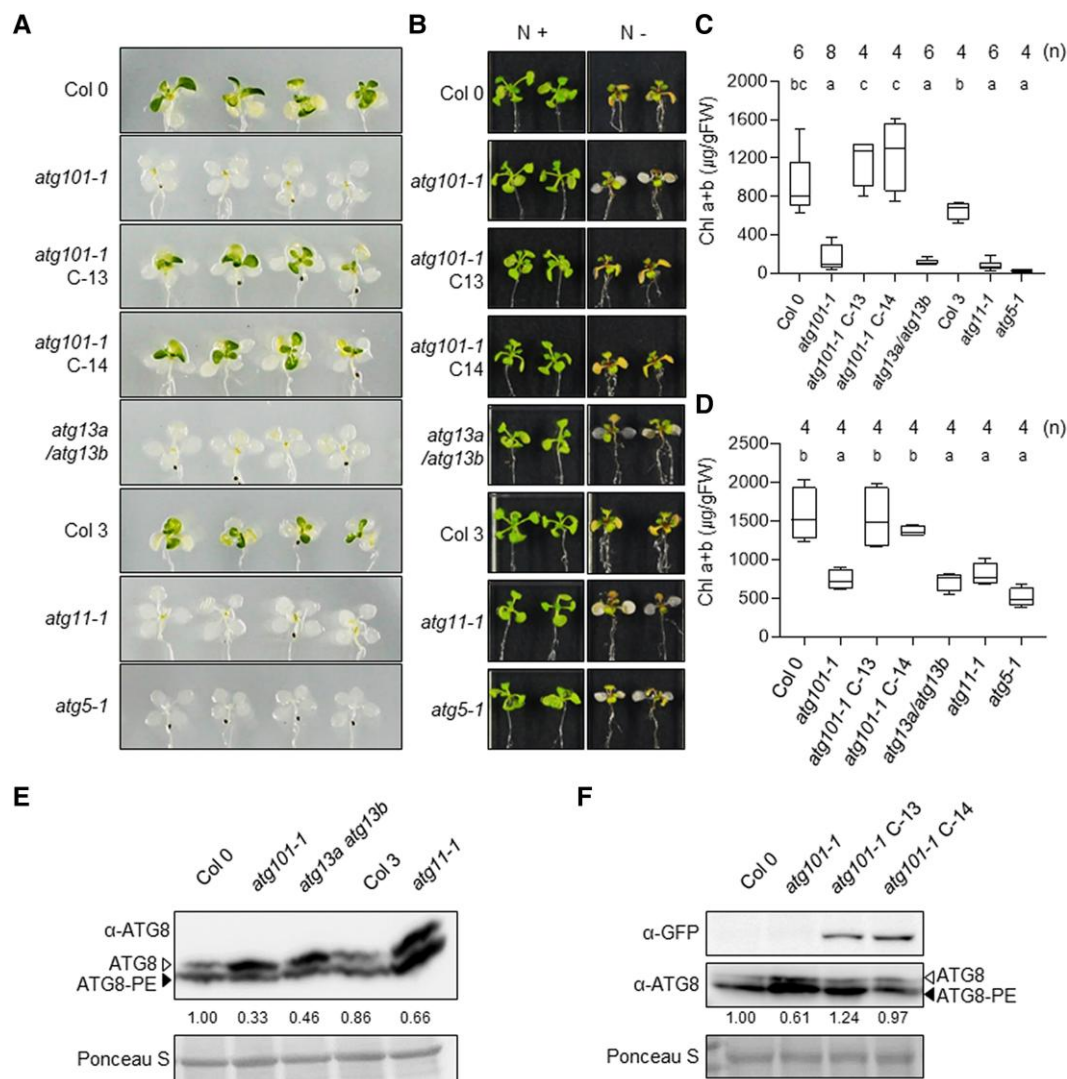 A
Col 0
atg101-1
atg101-1
C-13
atg101-1
C-14
atg13a
/atg13b
Col 3
atg11-1
atg5-1
B
N +
N -
Col 0
atg101-1
atg101-1
C13
atg101-1
C14
atg13a
/atg13b
Col 3
atg11-1
atg5-1
C
6 8 4 4 6 4 6 4 (n)
bc a c c a b a a
2000
1600
1200
800
400
0
Chl a+b (µg/gFW)
Col 0
atg101-1
atg101-1 C-13
atg101-1 C-14
atg13a/atg13b
Col 3
atg11-1
atg5-1
D
4 4 4 4 4 4 4 (n)
b a b b a a a
2500
2000
1500
1000
500
0
Chl a+b (µg/gFW)
Col 0
atg101-1
atg101-1 C-13
atg101-1 C-14
atg13a/atg13b
atg11-1
atg5-1
E
Col 0
atg101-1
atg13a atg13b
Col 3
atg11-1
α-ATG8
ATG8
ATG8-PE
1.00 0.33 0.46 0.86 0.66
Ponceau S
F
Col 0
atg101-1
atg101-1 C-13
atg101-1 C-14
α-GFP
α-ATG8
ATG8
ATG8-PE
1.00 0.61 1.24 0.97
Ponceau S